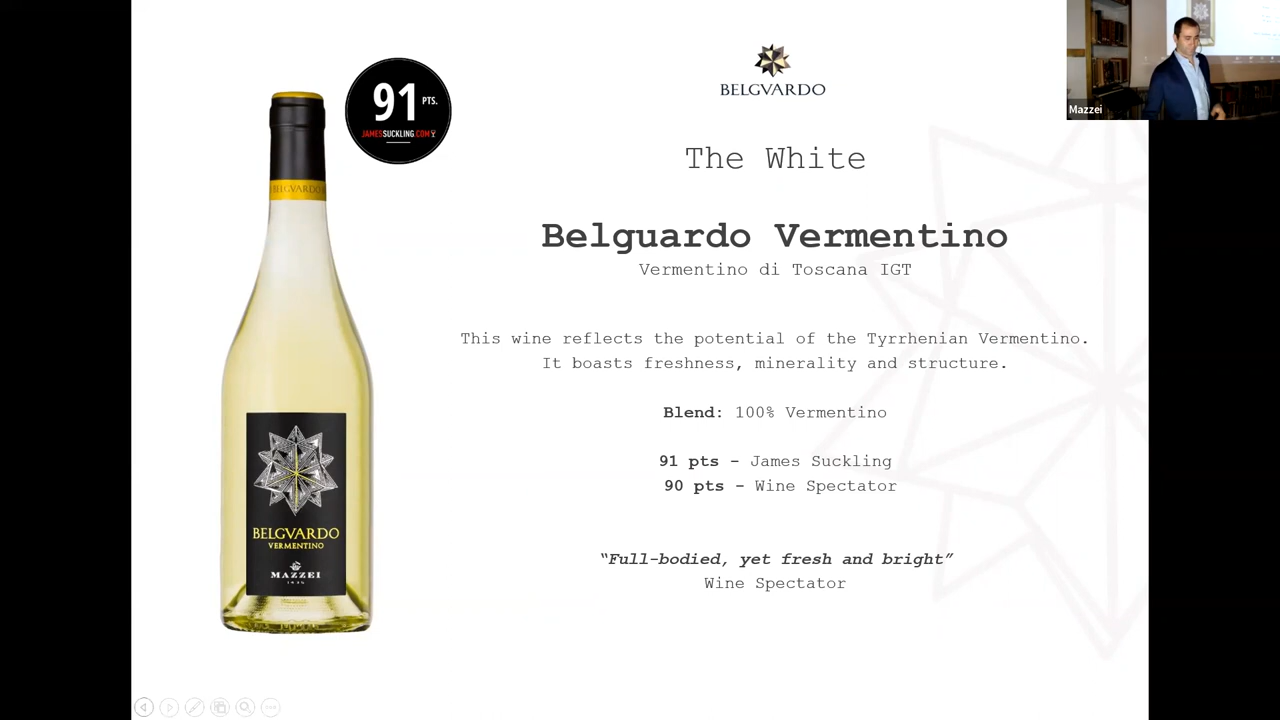 91 PTS.
JAMESSUCKLING.COM
BELGVARDO
BELGVARDO
VERMENTINO
MAZZEI
1435
BELGVARDO
The White
Belguardo Vermentino
Vermentino di Toscana IGT
This wine reflects the potential of the Tyrrhenian Vermentino.
It boasts freshness, minerality and structure.
Blend: 100% Vermentino
91 pts - James Suckling
90 pts - Wine Spectator
“Full-bodied, yet fresh and bright”
Wine Spectator
Mazzei